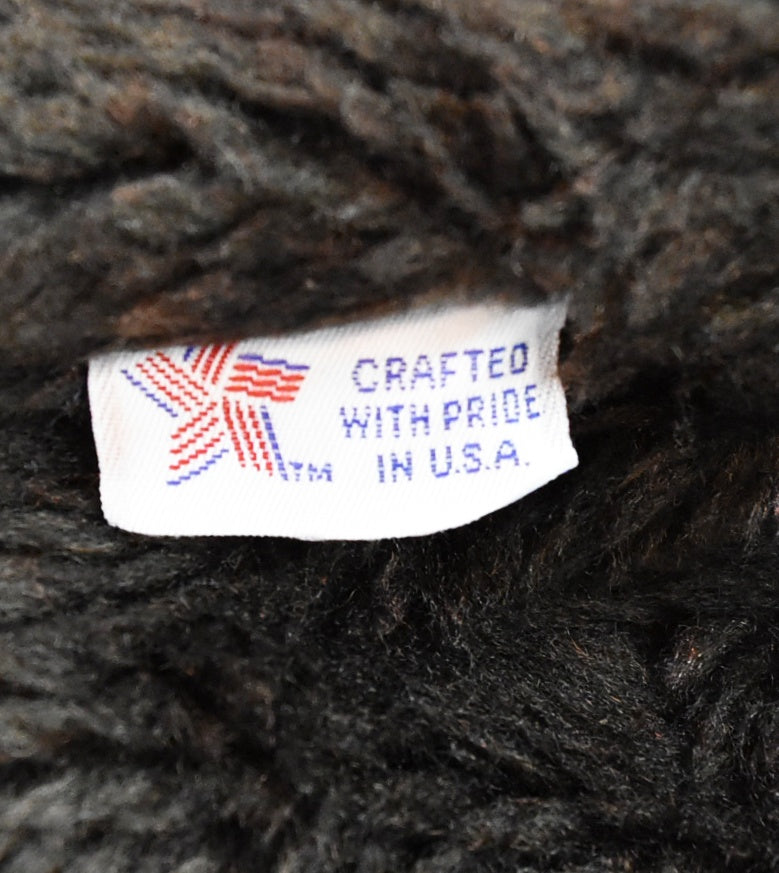 CRAFTED
WITH PRIDE
IN U.S.A.
TM